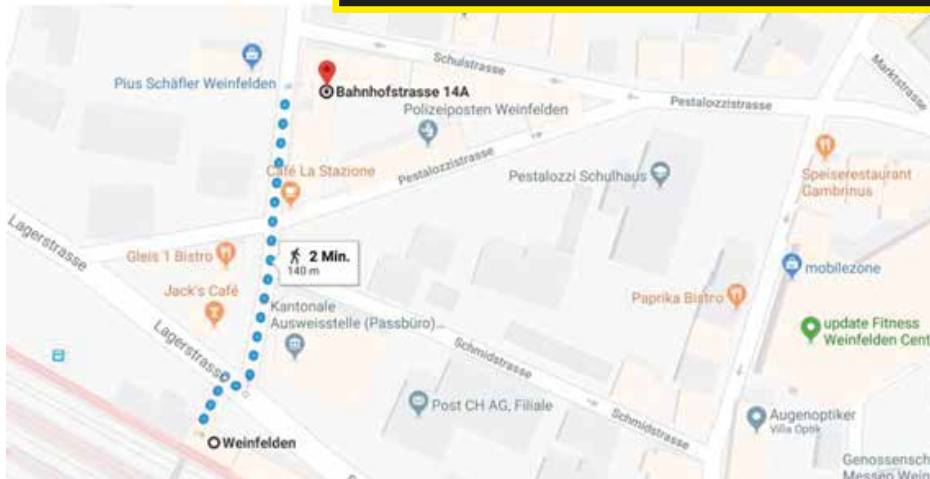 Schulstrasse
Marktstrasse
Pius Schäfler Weinfelden
Bahnhofstrasse 14A
Pestalozzistrasse
Polizeiposten Weinfelden
Café La Stazione
Pestalozzistrasse
Pestalozzi Schulhaus
Speiserestaurant
Gambrinus
Lagerstrasse
Gleis 1 Bistro
2 Min.
140 m
mobilezone
Jack's Café
Kantonale
Ausweisstelle (Passbüro)...
Paprika Bistro
Lagerstrasse
update Fitness
Weinfelden Cent
Schmidstrasse
Post CH AG, Filiale
Schmidstrasse
Augenoptiker
Villa Optik
Weinfelden
Genossensch
Messen Wein